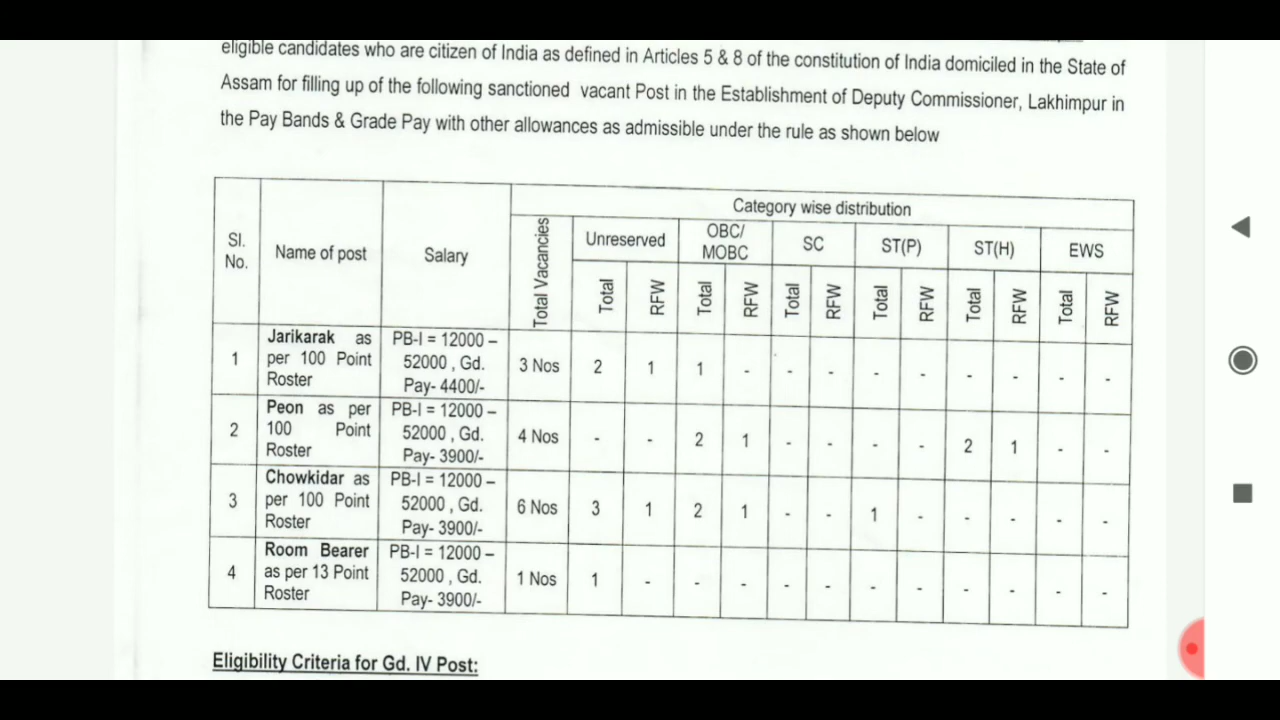 eligible candidates who are citizen of India as defined in Articles 5 & 8 of the constitution of India domiciled in the State of
Assam for filling up of the following sanctioned vacant Post in the Establishment of Deputy Commissioner, Lakhimpur in
the Pay Bands & Grade Pay with other allowances as admissible under the rule as shown below
Sl. No.
Name of post
Salary
Total Vacancies
Category wise distribution
Unreserved
OBC/
MOBC
SC
ST(P)
ST(H)
EWS
Total RFW Total RFW Total RFW Total RFW Total RFW Total RFW
1
Jarikarak as
per 100 Point
Roster
PB-I = 12000 –
52000 , Gd.
Pay- 4400/-
3 Nos 2 1 1 - - - - - - - - -
2
Peon as per
100 Point
Roster
PB-I = 12000 –
52000 , Gd.
Pay- 3900/-
4 Nos - - 2 1 - - - - 2 1 - -
3
Chowkidar as
per 100 Point
Roster
PB-I = 12000 –
52000 , Gd.
Pay- 3900/-
6 Nos 3 1 2 1 - - 1 - - - - -
4
Room Bearer
as per 13 Point
Roster
PB-I = 12000 –
52000 , Gd.
Pay- 3900/-
1 Nos 1 - - - - - - - - - - -
Eligibility Criteria for Gd. IV Post: